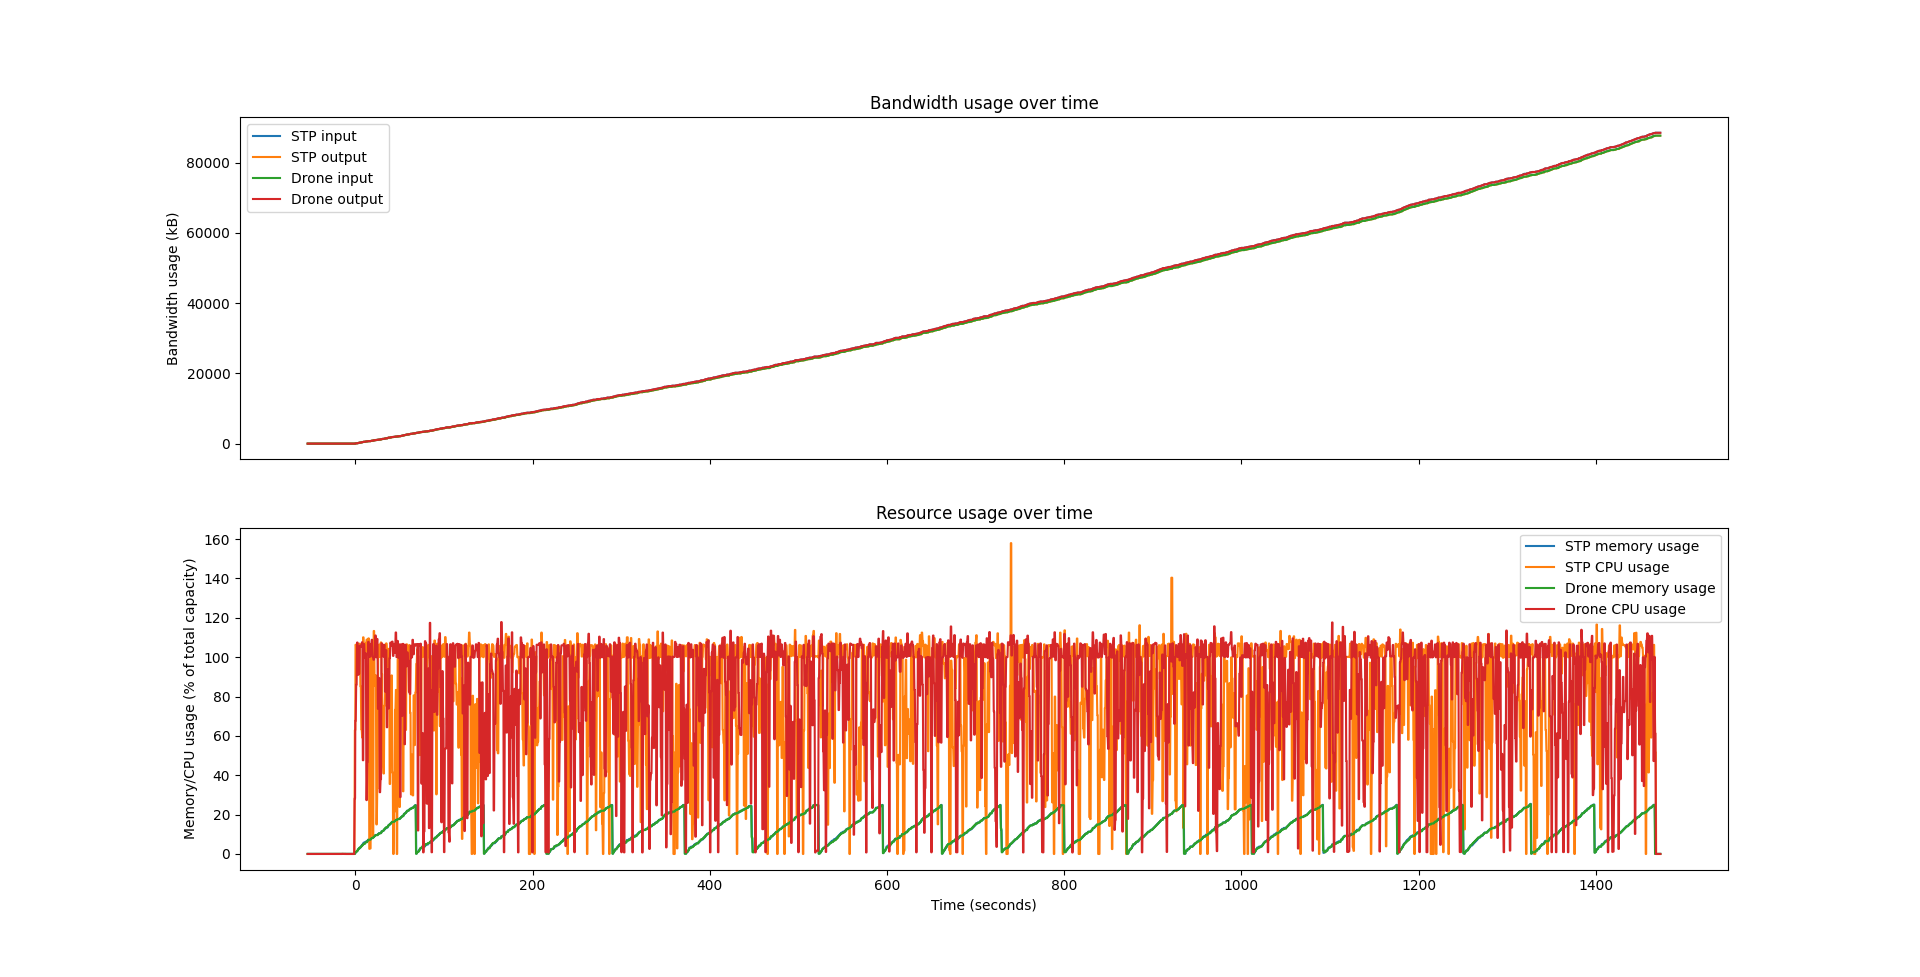 Bandwidth usage over time
STP input
STP output
Drone input
Drone output
Bandwidth usage (kB)
80000
60000
40000
20000
0
Resource usage over time
STP memory usage
STP CPU usage
Drone memory usage
Drone CPU usage
Memory/CPU usage (% of total capacity)
160
140
120
100
80
60
40
20
0
0 200 400 600 800 1000 1200 1400
Time (seconds)